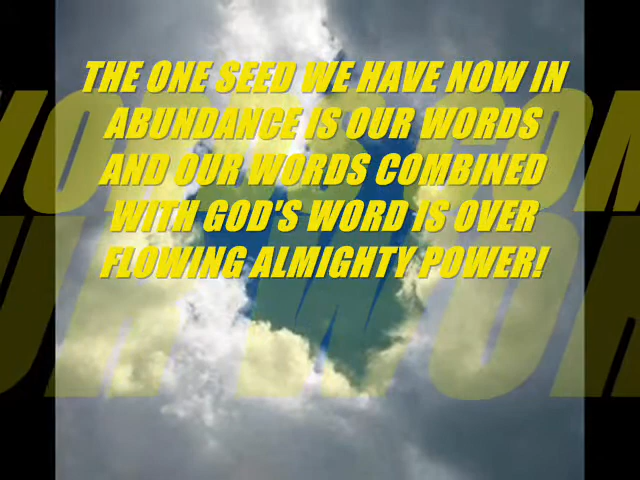 THE ONE SEED WE HAVE NOW IN
ABUNDANCE IS OUR WORDS
AND OUR WORDS COMBINED
WITH GOD'S WORD IS OVER
FLOWING ALMIGHTY POWER!